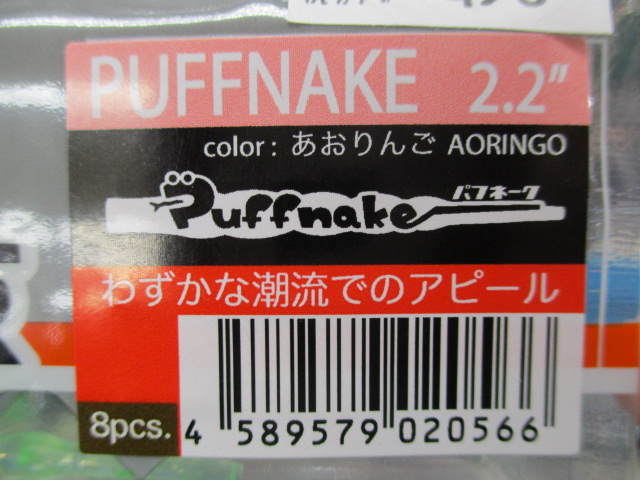 PUFFNAKE 2.2"
color: あおりんご AORINGO
Puffnake パフネーク
わずかな潮流でのアピール
8pcs.
4 589579 020566